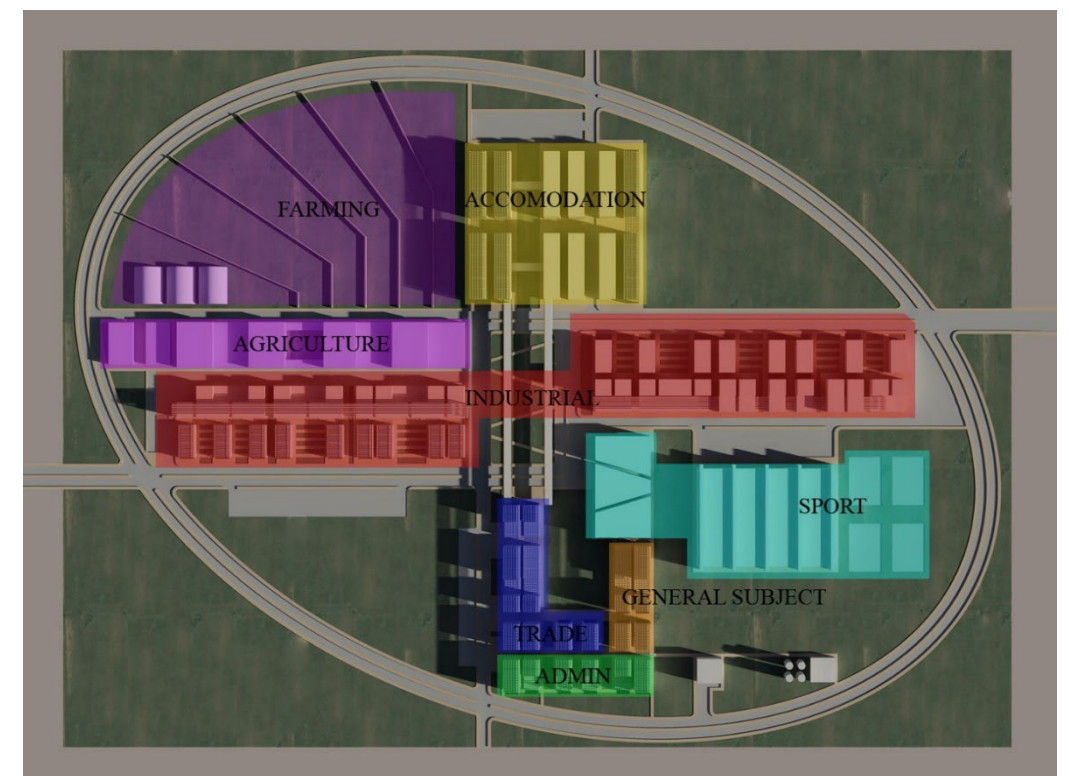 ACCOMODATION
FARMING
AGRICULTURE
INDUSTRIAL
SPORT
GENERAL SUBJECT
TRADE
ADMIN